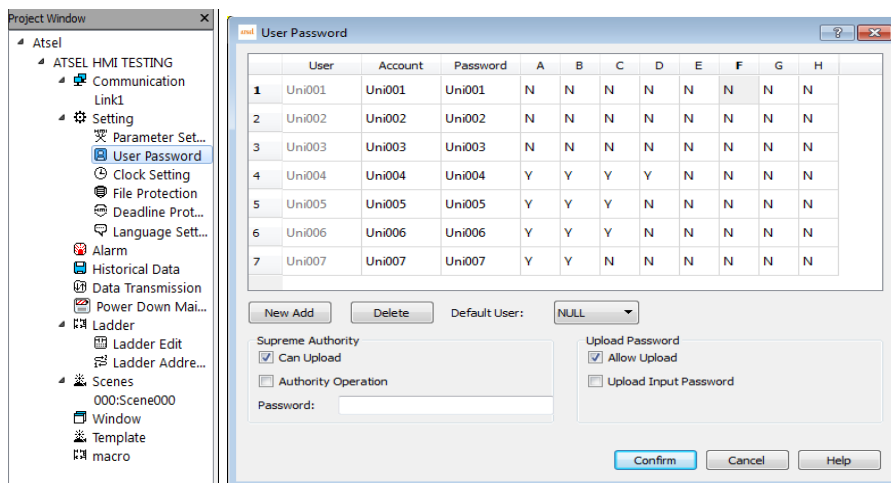 Project Window
Atsel
ATSEL HMI TESTING
Communication
Link1
Setting
Parameter Set...
User Password
Clock Setting
File Protection
Deadline Prot...
Language Sett...
Alarm
Historical Data
Data Transmission
Power Down Mai...
Ladder
Ladder Edit
Ladder Addre...
Scenes
000:Scene000
Window
Template
macro
atsel User Password
User Account Password A B C D E F G H
1 Uni001 Uni001 Uni001 N N N N N N N N
2 Uni002 Uni002 Uni002 N N N N N N N N
3 Uni003 Uni003 Uni003 N N N N N N N N
4 Uni004 Uni004 Uni004 Y Y Y Y N N N N
5 Uni005 Uni005 Uni005 Y Y Y N N N N N
6 Uni006 Uni006 Uni006 Y Y Y N N N N N
7 Uni007 Uni007 Uni007 Y Y N N N N N N
New Add Delete Default User: NULL
Supreme Authority
Can Upload
Authority Operation
Password:
Upload Password
Allow Upload
Upload Input Password
Confirm Cancel Help